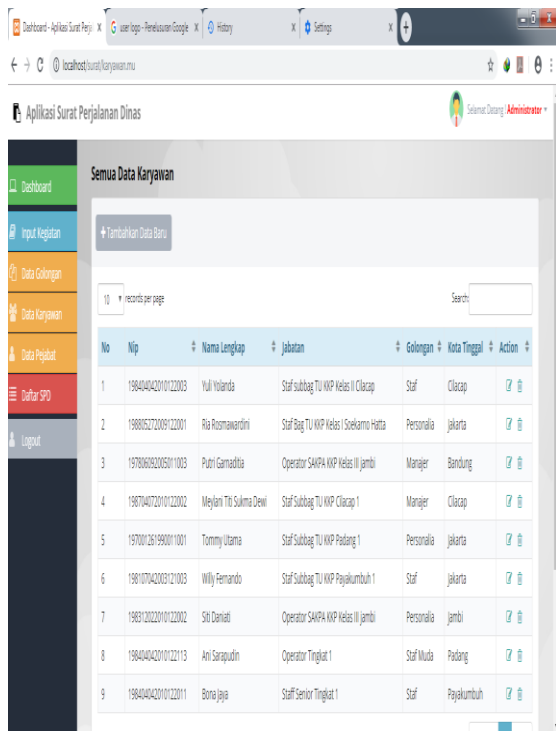 Dashboard - Aplikasi Surat Perja
user logo - Penelusuran Google
History
Settings
localhost/surat/karyawan.mu
Aplikasi Surat Perjalanan Dinas
Selamat Datang ! Administrator
Dashboard
Input Kegiatan
Data Golongan
Data Karyawan
Data Pejabat
Daftar SPD
Logout
Semua Data Karyawan
+ Tambahkan Data Baru
10 records per page
Search:
No Nip Nama Lengkap Jabatan Golongan Kota Tinggal Action
1 198404042010122003 Yuli Yolanda Staf subbag TU KKP Kelas II Cilacap Staf Cilacap
2 198805272009122001 Ria Rosmawardini Staf Bag TU KKP Kelas I Soekarno Hatta Personalia Jakarta
3 197806092005011003 Putri Gamaditia Operator SAKPA KKP Kelas III jambi Manajer Bandung
4 198704072010122002 Meylani Titi Sukma Dewi Staf Subbag TU KKP Cilacap 1 Manajer Cilacap
5 197001261990011001 Tommy Utama Staf Subbag TU KKP Padang 1 Personalia Jakarta
6 198107042003121003 Willy Fernando Staf Subbag TU KKP Payakumbuh 1 Staf Jakarta
7 198312022010122002 Siti Daniati Operator SAKPA KKP Kelas III jambi Personalia Jambi
8 198404042010122113 Ani Sarapudin Operator Tingkat 1 Staf Muda Padang
9 198404042010122011 Bona Jaya Staff Senior Tingkat 1 Staf Payakumbuh